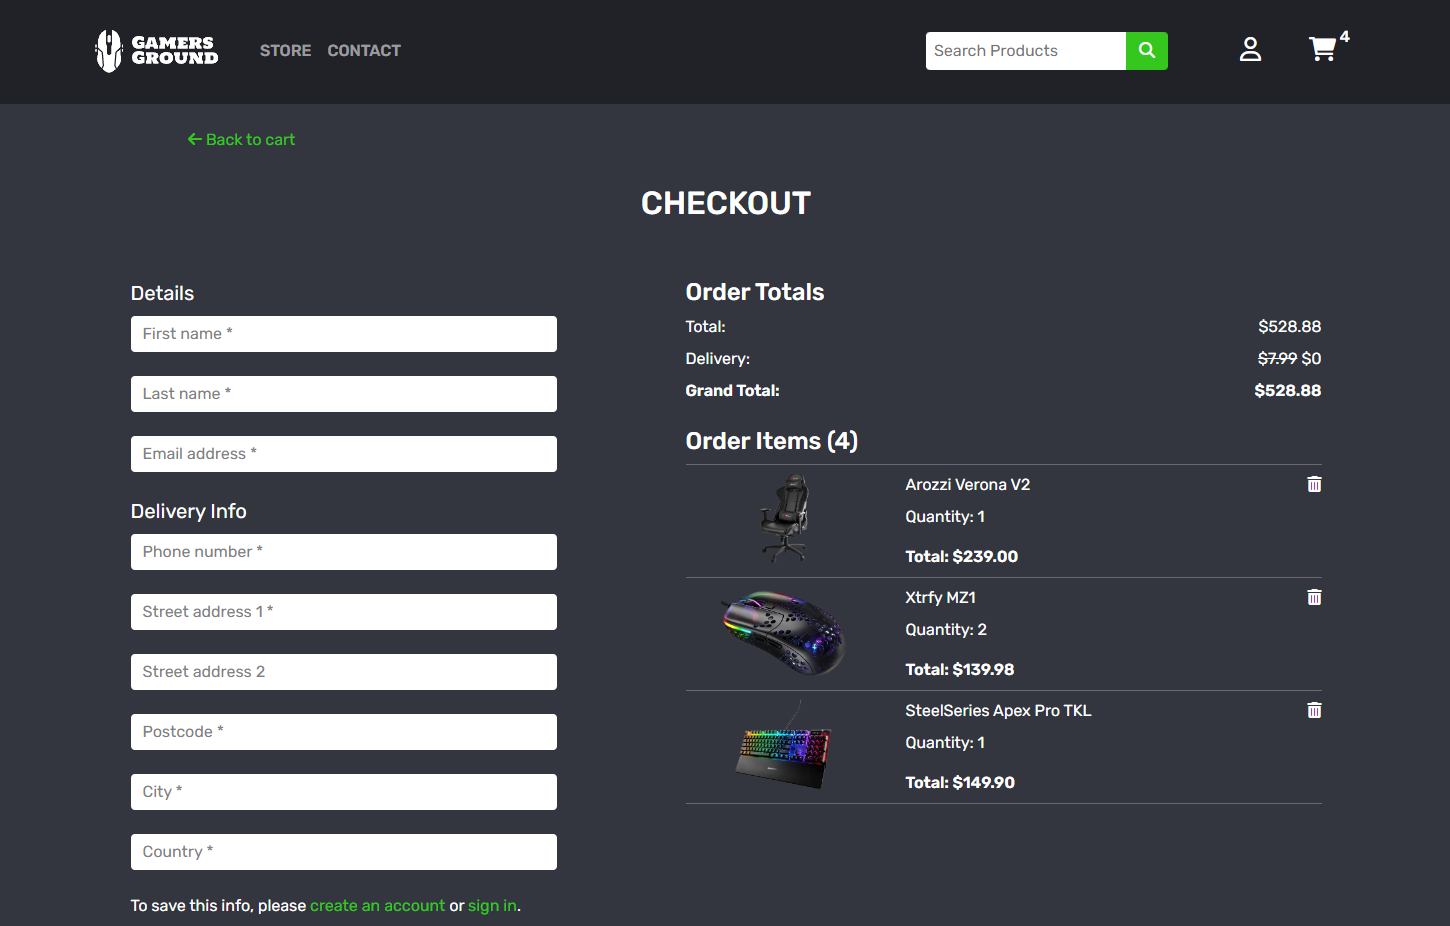 GAMERS
GROUND
STORE CONTACT
Search Products
4
Back to cart
CHECKOUT
Details
First name *
Last name *
Email address *
Delivery Info
Phone number *
Street address 1 *
Street address 2
Postcode *
City *
Country *
To save this info, please create an account or sign in.
Order Totals
Total: $528.88
Delivery: $7.99 $0
Grand Total: $528.88
Order Items (4)
Arozzi Verona V2
Quantity: 1
Total: $239.00
Xtrfy MZ1
Quantity: 2
Total: $139.98
SteelSeries Apex Pro TKL
Quantity: 1
Total: $149.90